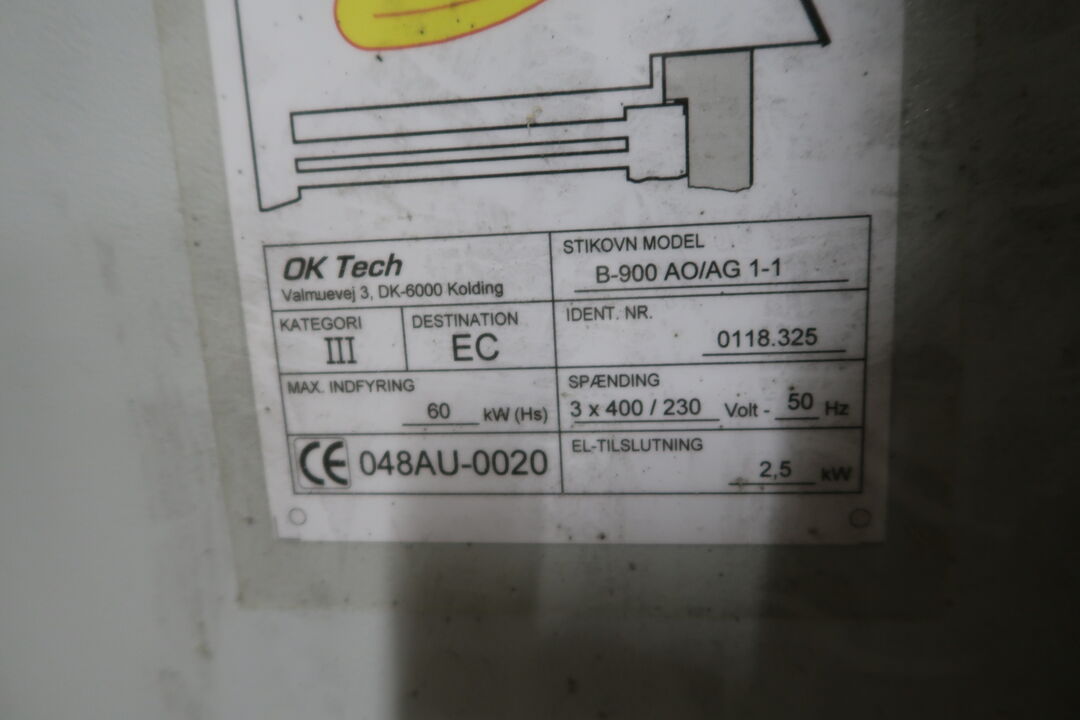 OK Tech
Valmuevej 3, DK-6000 Kolding
STIKOVN MODEL
B-900 AO/AG 1-1
KATEGORI
III
DESTINATION
EC
IDENT. NR.
0118.325
MAX. INDFYRING
60 kW (Hs)
SPÆNDING
3 x 400 / 230 Volt - 50 Hz
CE 048AU-0020
EL-TILSLUTNING
2,5 kW